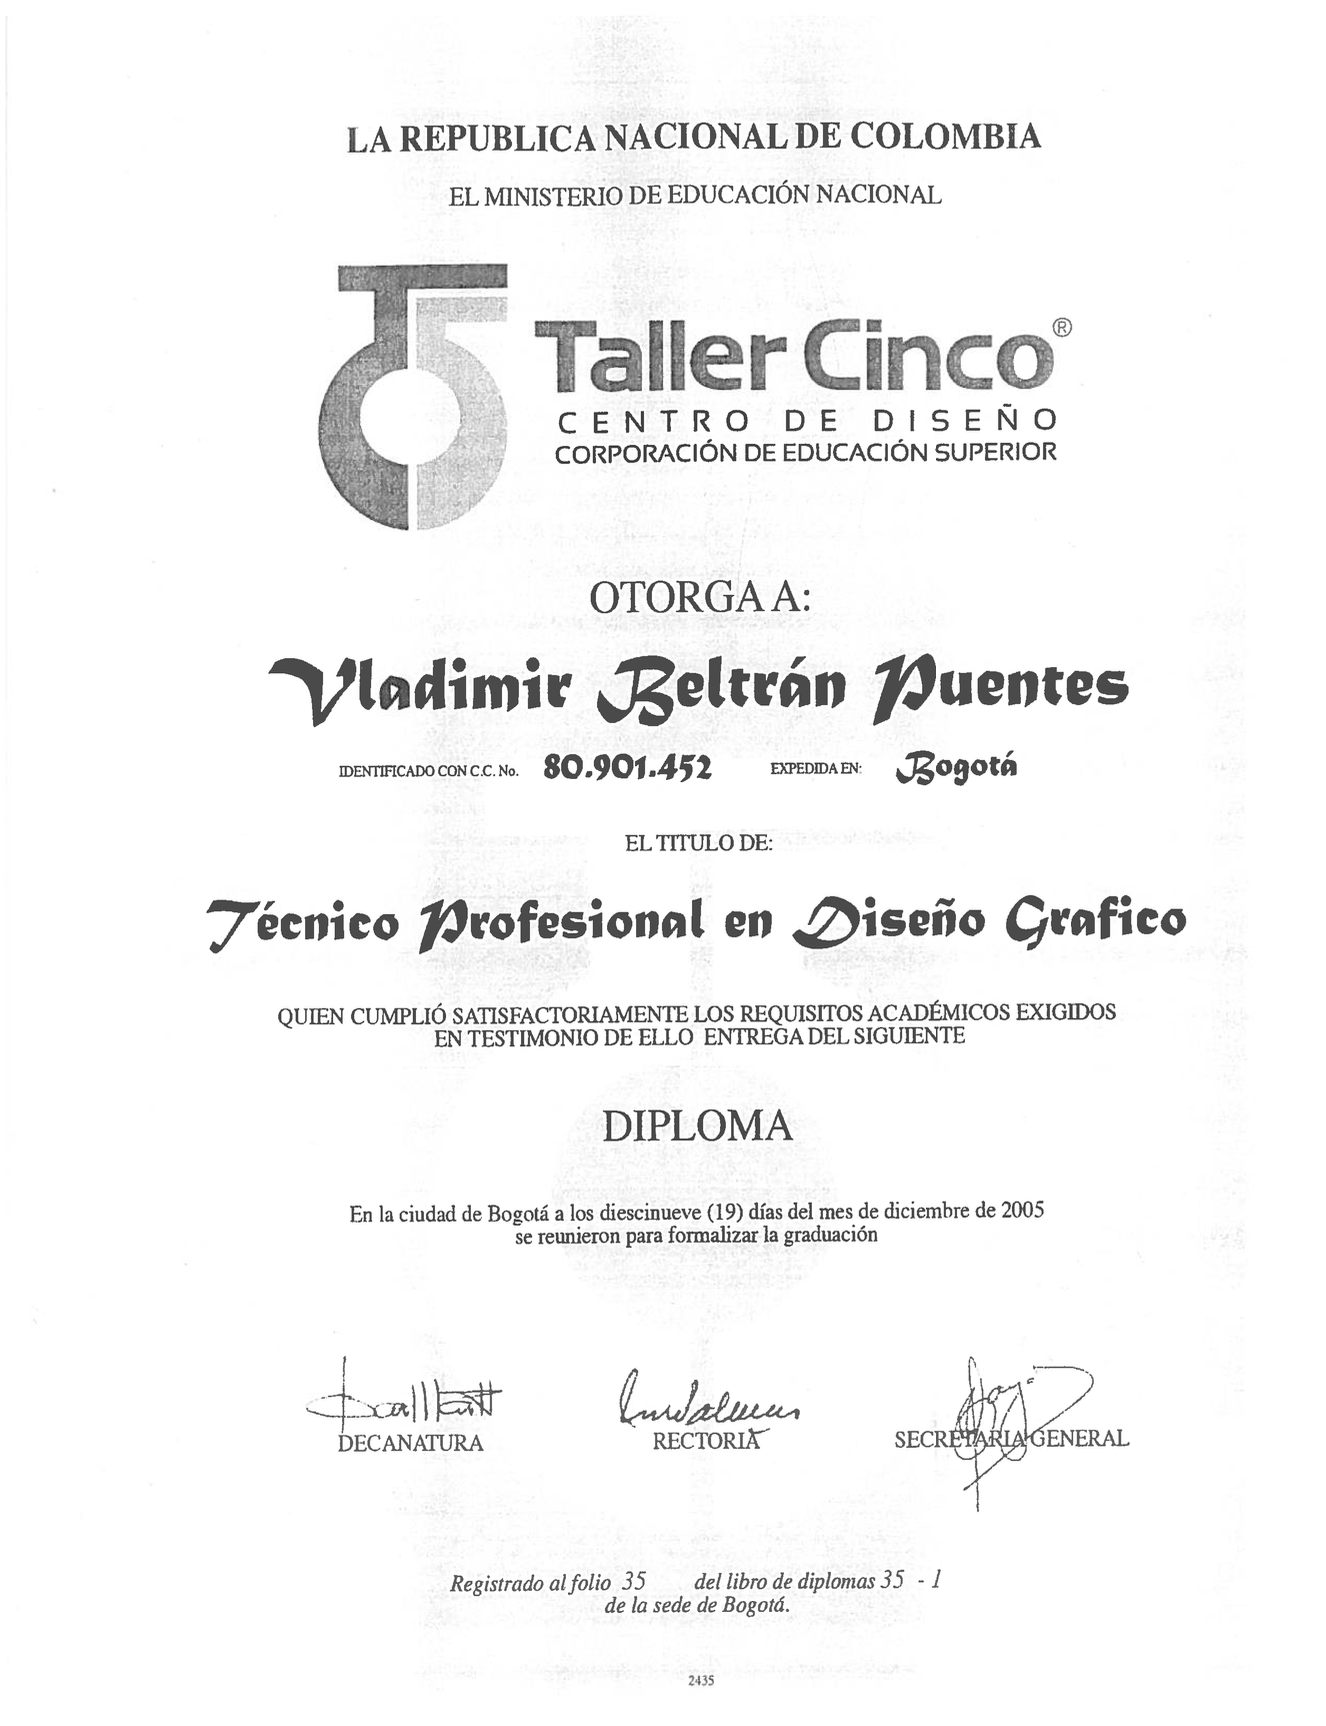 LA REPUBLICA NACIONAL DE COLOMBIA
EL MINISTERIO DE EDUCACIÓN NACIONAL
Taller Cinco®
CENTRO DE DISEÑO
CORPORACIÓN DE EDUCACIÓN SUPERIOR
OTORGA A:
Vladimir Beltrán Puentes
IDENTIFICADO CON C.C. No. 80.901.452 EXPEDIDA EN: Bogotá
EL TITULO DE:
Técnico Profesional en Diseño Grafico
QUIEN CUMPLIÓ SATISFACTORIAMENTE LOS REQUISITOS ACADÉMICOS EXIGIDOS
EN TESTIMONIO DE ELLO ENTREGA DEL SIGUIENTE
DIPLOMA
En la ciudad de Bogotá a los diescinueve (19) días del mes de diciembre de 2005
se reunieron para formalizar la graduación
DECANATURA RECTORIA SECRETARIA GENERAL
Registrado al folio 35 del libro de diplomas 35 - 1
de la sede de Bogotá.
2435